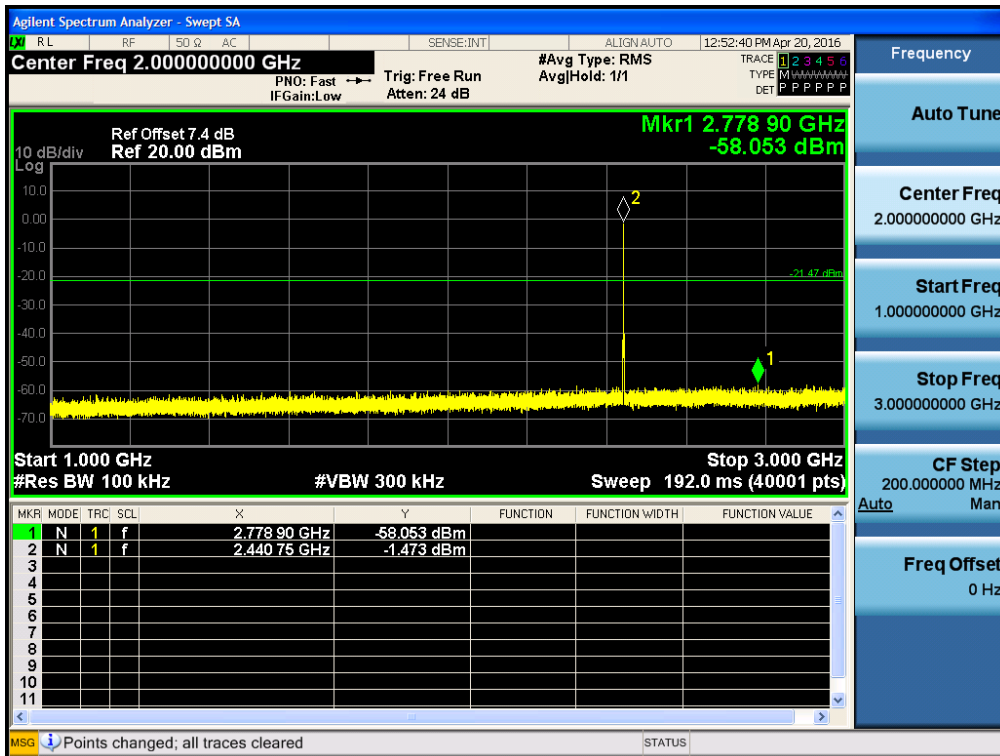 Agilent Spectrum Analyzer - Swept SA
LXI RL RF 50 Ω AC SENSE:INT ALIGN AUTO 12:52:40 PM Apr 20, 2016
Center Freq 2.000000000 GHz
PNO: Fast
IFGain:Low
Trig: Free Run
Atten: 24 dB
#Avg Type: RMS
Avg|Hold: 1/1
TRACE 1 2 3 4 5 6
TYPE M
DET P P P P P P
Ref Offset 7.4 dB
10 dB/div Ref 20.00 dBm
Log
Mkr1 2.778 90 GHz
-58.053 dBm
10.0
0.00
-10.0
-20.0
-30.0
-40.0
-50.0
-60.0
-70.0
2
-21.47 dBm
1
Start 1.000 GHz Stop 3.000 GHz
#Res BW 100 kHz #VBW 300 kHz Sweep 192.0 ms (40001 pts)
MKR MODE TRC SCL X Y FUNCTION FUNCTION WIDTH FUNCTION VALUE
1 N 1 f 2.778 90 GHz -58.053 dBm
2 N 1 f 2.440 75 GHz -1.473 dBm
3
4
5
6
7
8
9
10
11
MSG Points changed; all traces cleared STATUS
Frequency
Auto Tune
Center Freq
2.000000000 GHz
Start Freq
1.000000000 GHz
Stop Freq
3.000000000 GHz
CF Step
200.000000 MHz
Auto Man
Freq Offset
0 Hz